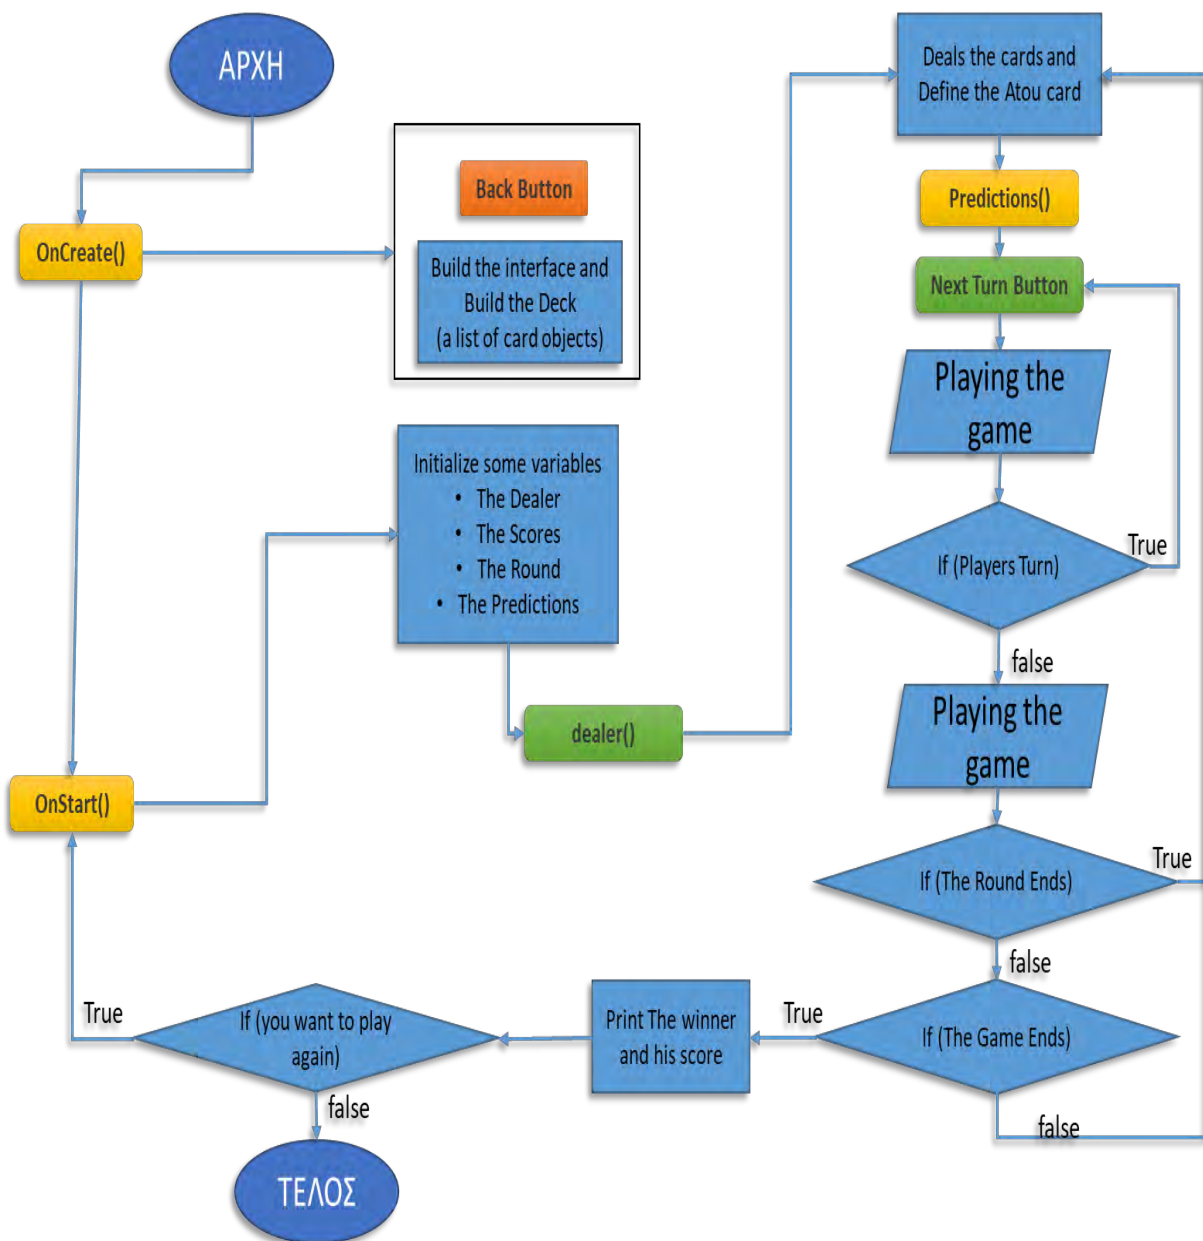 ΑΡΧΗ
OnCreate()
Back Button
Build the interface and
Build the Deck
(a list of card objects)
Initialize some variables
• The Dealer
• The Scores
• The Round
• The Predictions
dealer()
OnStart()
Deals the cards and
Define the Atou card
Predictions()
Next Turn Button
Playing the
game
If (Players Turn)
True
false
Playing the
game
If (The Round Ends)
True
false
If (The Game Ends)
True
false
Print The winner
and his score
If (you want to play
again)
True
false
ΤΕΛΟΣ